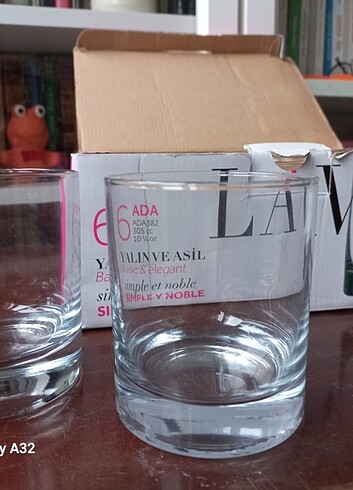 LAV
6 ADA
ADA382
305 cc
10 ¼ oz
YALIN VE ASİL
Basic & elegant
simple et noble
SIMPLE Y NOBLE
y A32